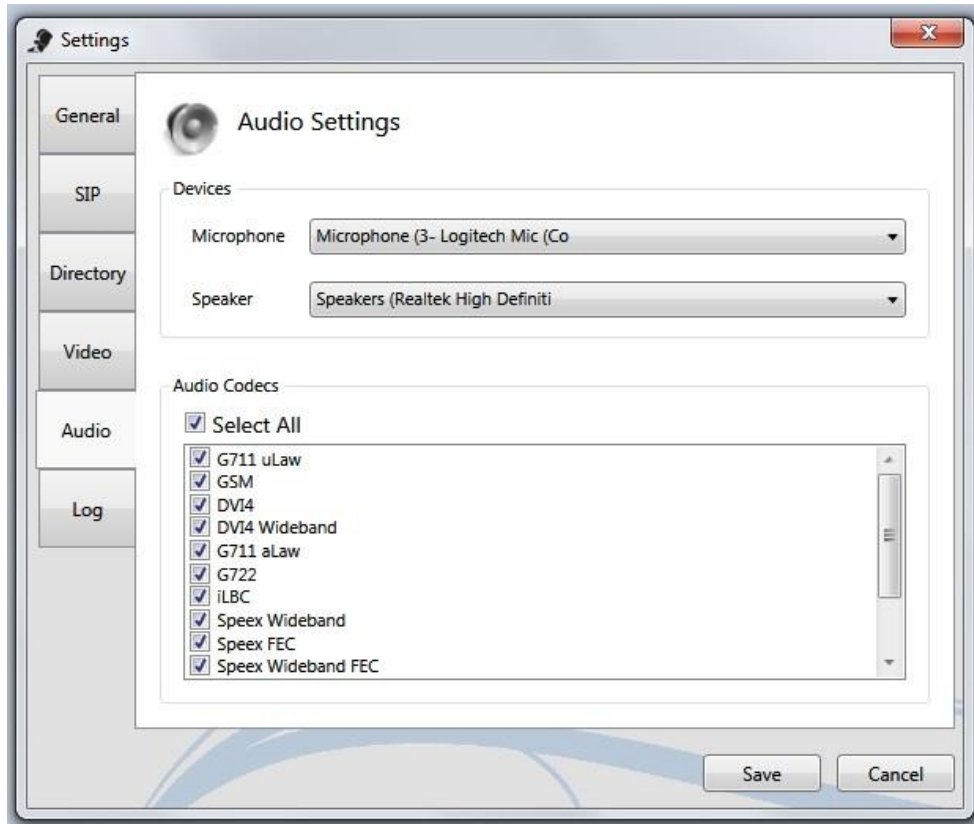 Settings
General
SIP
Directory
Video
Audio
Log
Audio Settings
Devices
Microphone Microphone (3- Logitech Mic (Co
Speaker Speakers (Realtek High Definiti
Audio Codecs
Select All
G711 uLaw
GSM
DVI4
DVI4 Wideband
G711 aLaw
G722
iLBC
Speex Wideband
Speex FEC
Speex Wideband FEC
Save Cancel